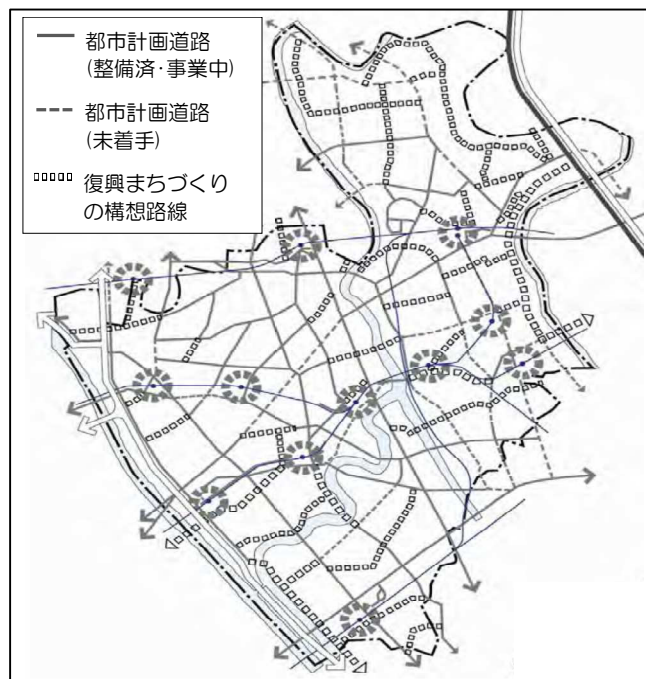 都市計画道路
(整備済･事業中)
都市計画道路
(未着手)
復興まちづくり
の構想路線